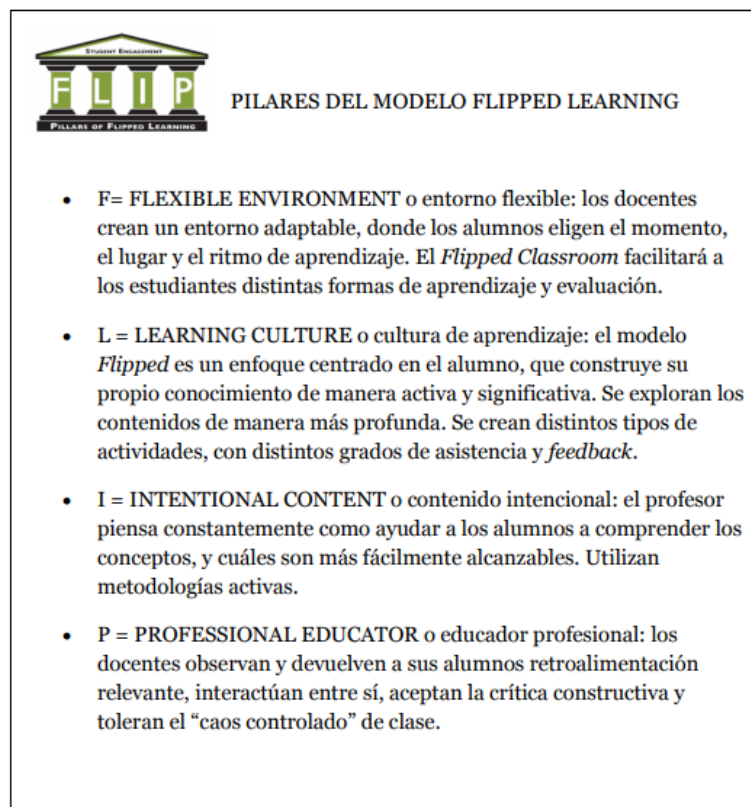 STUDENT ENGAGEMENT
F L I P
PILLARS OF FLIPPED LEARNING
PILARES DEL MODELO FLIPPED LEARNING
• F= FLEXIBLE ENVIRONMENT o entorno flexible: los docentes
crean un entorno adaptable, donde los alumnos eligen el momento,
el lugar y el ritmo de aprendizaje. El Flipped Classroom facilitará a
los estudiantes distintas formas de aprendizaje y evaluación.
• L = LEARNING CULTURE o cultura de aprendizaje: el modelo
Flipped es un enfoque centrado en el alumno, que construye su
propio conocimiento de manera activa y significativa. Se exploran los
contenidos de manera más profunda. Se crean distintos tipos de
actividades, con distintos grados de asistencia y feedback.
• I = INTENTIONAL CONTENT o contenido intencional: el profesor
piensa constantemente como ayudar a los alumnos a comprender los
conceptos, y cuáles son más fácilmente alcanzables. Utilizan
metodologías activas.
• P = PROFESSIONAL EDUCATOR o educador profesional: los
docentes observan y devuelven a sus alumnos retroalimentación
relevante, interactúan entre sí, aceptan la crítica constructiva y
toleran el “caos controlado” de clase.